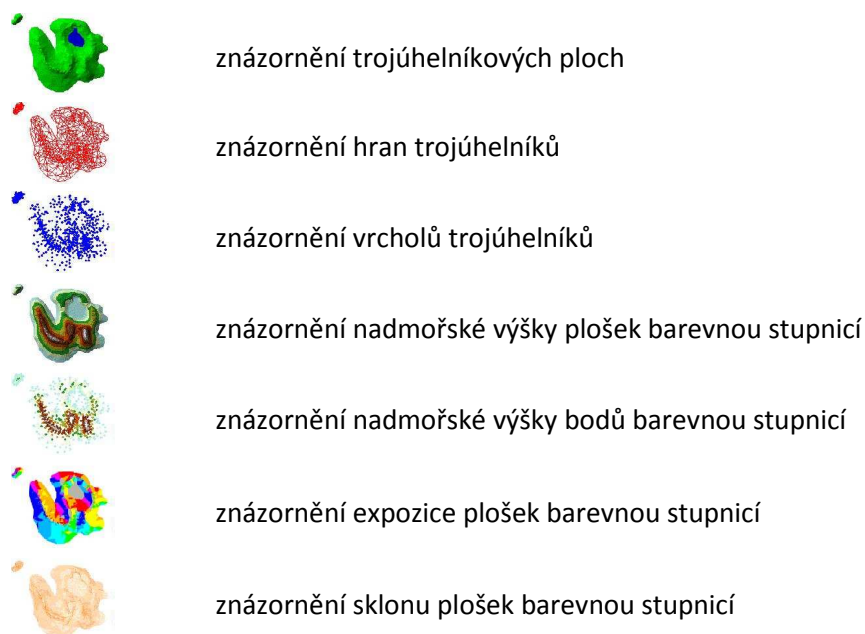 znázornění trojúhelníkových ploch
znázornění hran trojúhelníků
znázornění vrcholů trojúhelníků
znázornění nadmořské výšky plošek barevnou stupnicí
znázornění nadmořské výšky bodů barevnou stupnicí
znázornění expozice plošek barevnou stupnicí
znázornění sklonu plošek barevnou stupnicí